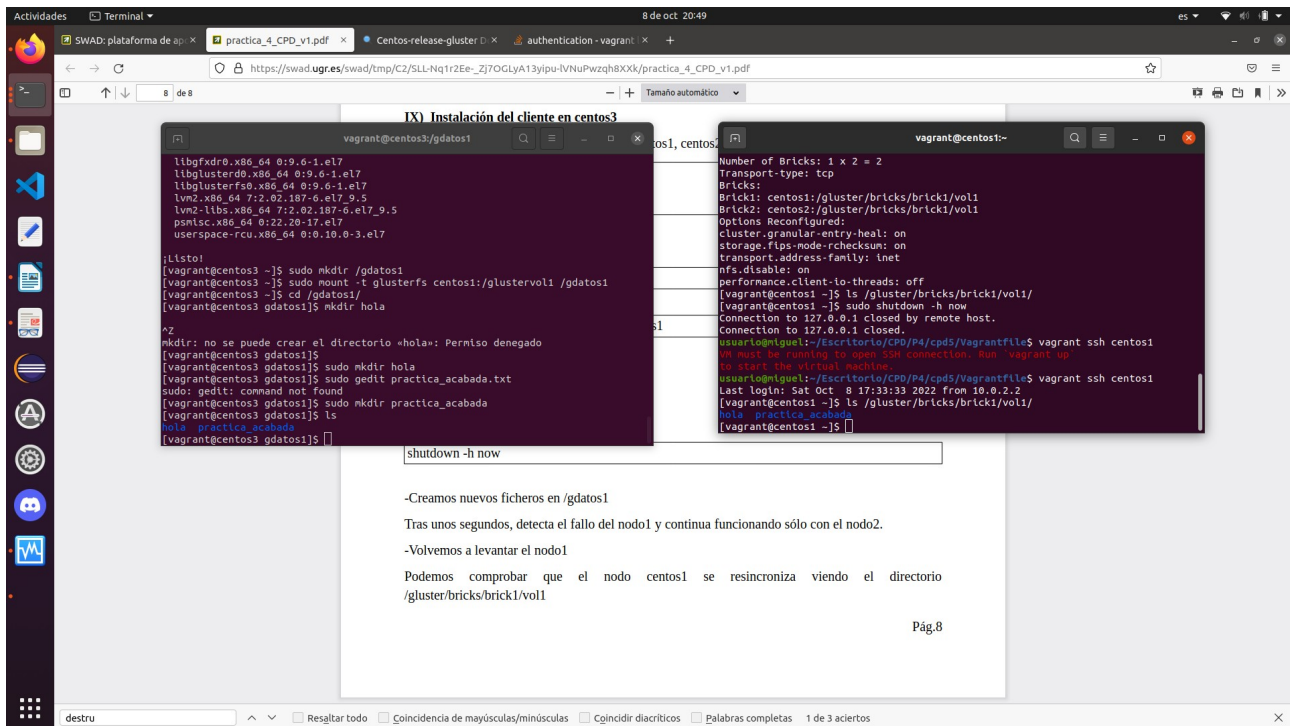 Actividades
Terminal
8 de oct 20:49
es
SWAD: plataforma de apo
practica_4_CPD_v1.pdf
Centos-release-gluster D
authentication - vagrant
https://swad.ugr.es/swad/tmp/C2/SLL-Nq1r2Ee-_Zj7OGLyA13yipu-lVNuPwzqh8XXk/practica_4_CPD_v1.pdf
8 de 8
Tamaño automático
IX) Instalación del cliente en centos3
vagrant@centos3:/gdatos1
libgfxdr0.x86_64 0:9.6-1.el7
libglusterd0.x86_64 0:9.6-1.el7
libglusterfs0.x86_64 0:9.6-1.el7
lvm2.x86_64 7:2.02.187-6.el7_9.5
lvm2-libs.x86_64 7:2.02.187-6.el7_9.5
psmisc.x86_64 0:22.20-17.el7
userspace-rcu.x86_64 0:0.10.0-3.el7
¡Listo!
[vagrant@centos3 ~]$ sudo mkdir /gdatos1
[vagrant@centos3 ~]$ sudo mount -t glusterfs centos1:/glustervol1 /gdatos1
[vagrant@centos3 ~]$ cd /gdatos1/
[vagrant@centos3 gdatos1]$ mkdir hola
^Z
mkdir: no se puede crear el directorio «hola»: Permiso denegado
[vagrant@centos3 gdatos1]$
[vagrant@centos3 gdatos1]$ sudo mkdir hola
[vagrant@centos3 gdatos1]$ sudo gedit practica_acabada.txt
sudo: gedit: command not found
[vagrant@centos3 gdatos1]$ sudo mkdir practica_acabada
[vagrant@centos3 gdatos1]$ ls
hola practica_acabada
[vagrant@centos3 gdatos1]$
tos1, centos2
s1
vagrant@centos1:~
Number of Bricks: 1 x 2 = 2
Transport-type: tcp
Bricks:
Brick1: centos1:/gluster/bricks/brick1/vol1
Brick2: centos2:/gluster/bricks/brick1/vol1
Options Reconfigured:
cluster.granular-entry-heal: on
storage.fips-mode-rchecksum: on
transport.address-family: inet
nfs.disable: on
performance.client-io-threads: off
[vagrant@centos1 ~]$ ls /gluster/bricks/brick1/vol1/
[vagrant@centos1 ~]$ sudo shutdown -h now
Connection to 127.0.0.1 closed by remote host.
Connection to 127.0.0.1 closed.
usuario@miguel:~/Escritorio/CPD/P4/cpd5/Vagrantfile$ vagrant ssh centos1
VM must be running to open SSH connection. Run `vagrant up`
to start the virtual machine.
usuario@miguel:~/Escritorio/CPD/P4/cpd5/Vagrantfile$ vagrant ssh centos1
Last login: Sat Oct 8 17:33:33 2022 from 10.0.2.2
[vagrant@centos1 ~]$ ls /gluster/bricks/brick1/vol1/
hola practica_acabada
[vagrant@centos1 ~]$
shutdown -h now
-Creamos nuevos ficheros en /gdatos1
Tras unos segundos, detecta el fallo del nodo1 y continua funcionando sólo con el nodo2.
-Volvemos a levantar el nodo1
Podemos comprobar que el nodo centos1 se resincroniza viendo el directorio
/gluster/bricks/brick1/vol1
Pág.8
destru
Resaltar todo
Coincidencia de mayúsculas/minúsculas
Coincidir diacríticos
Palabras completas
1 de 3 aciertos